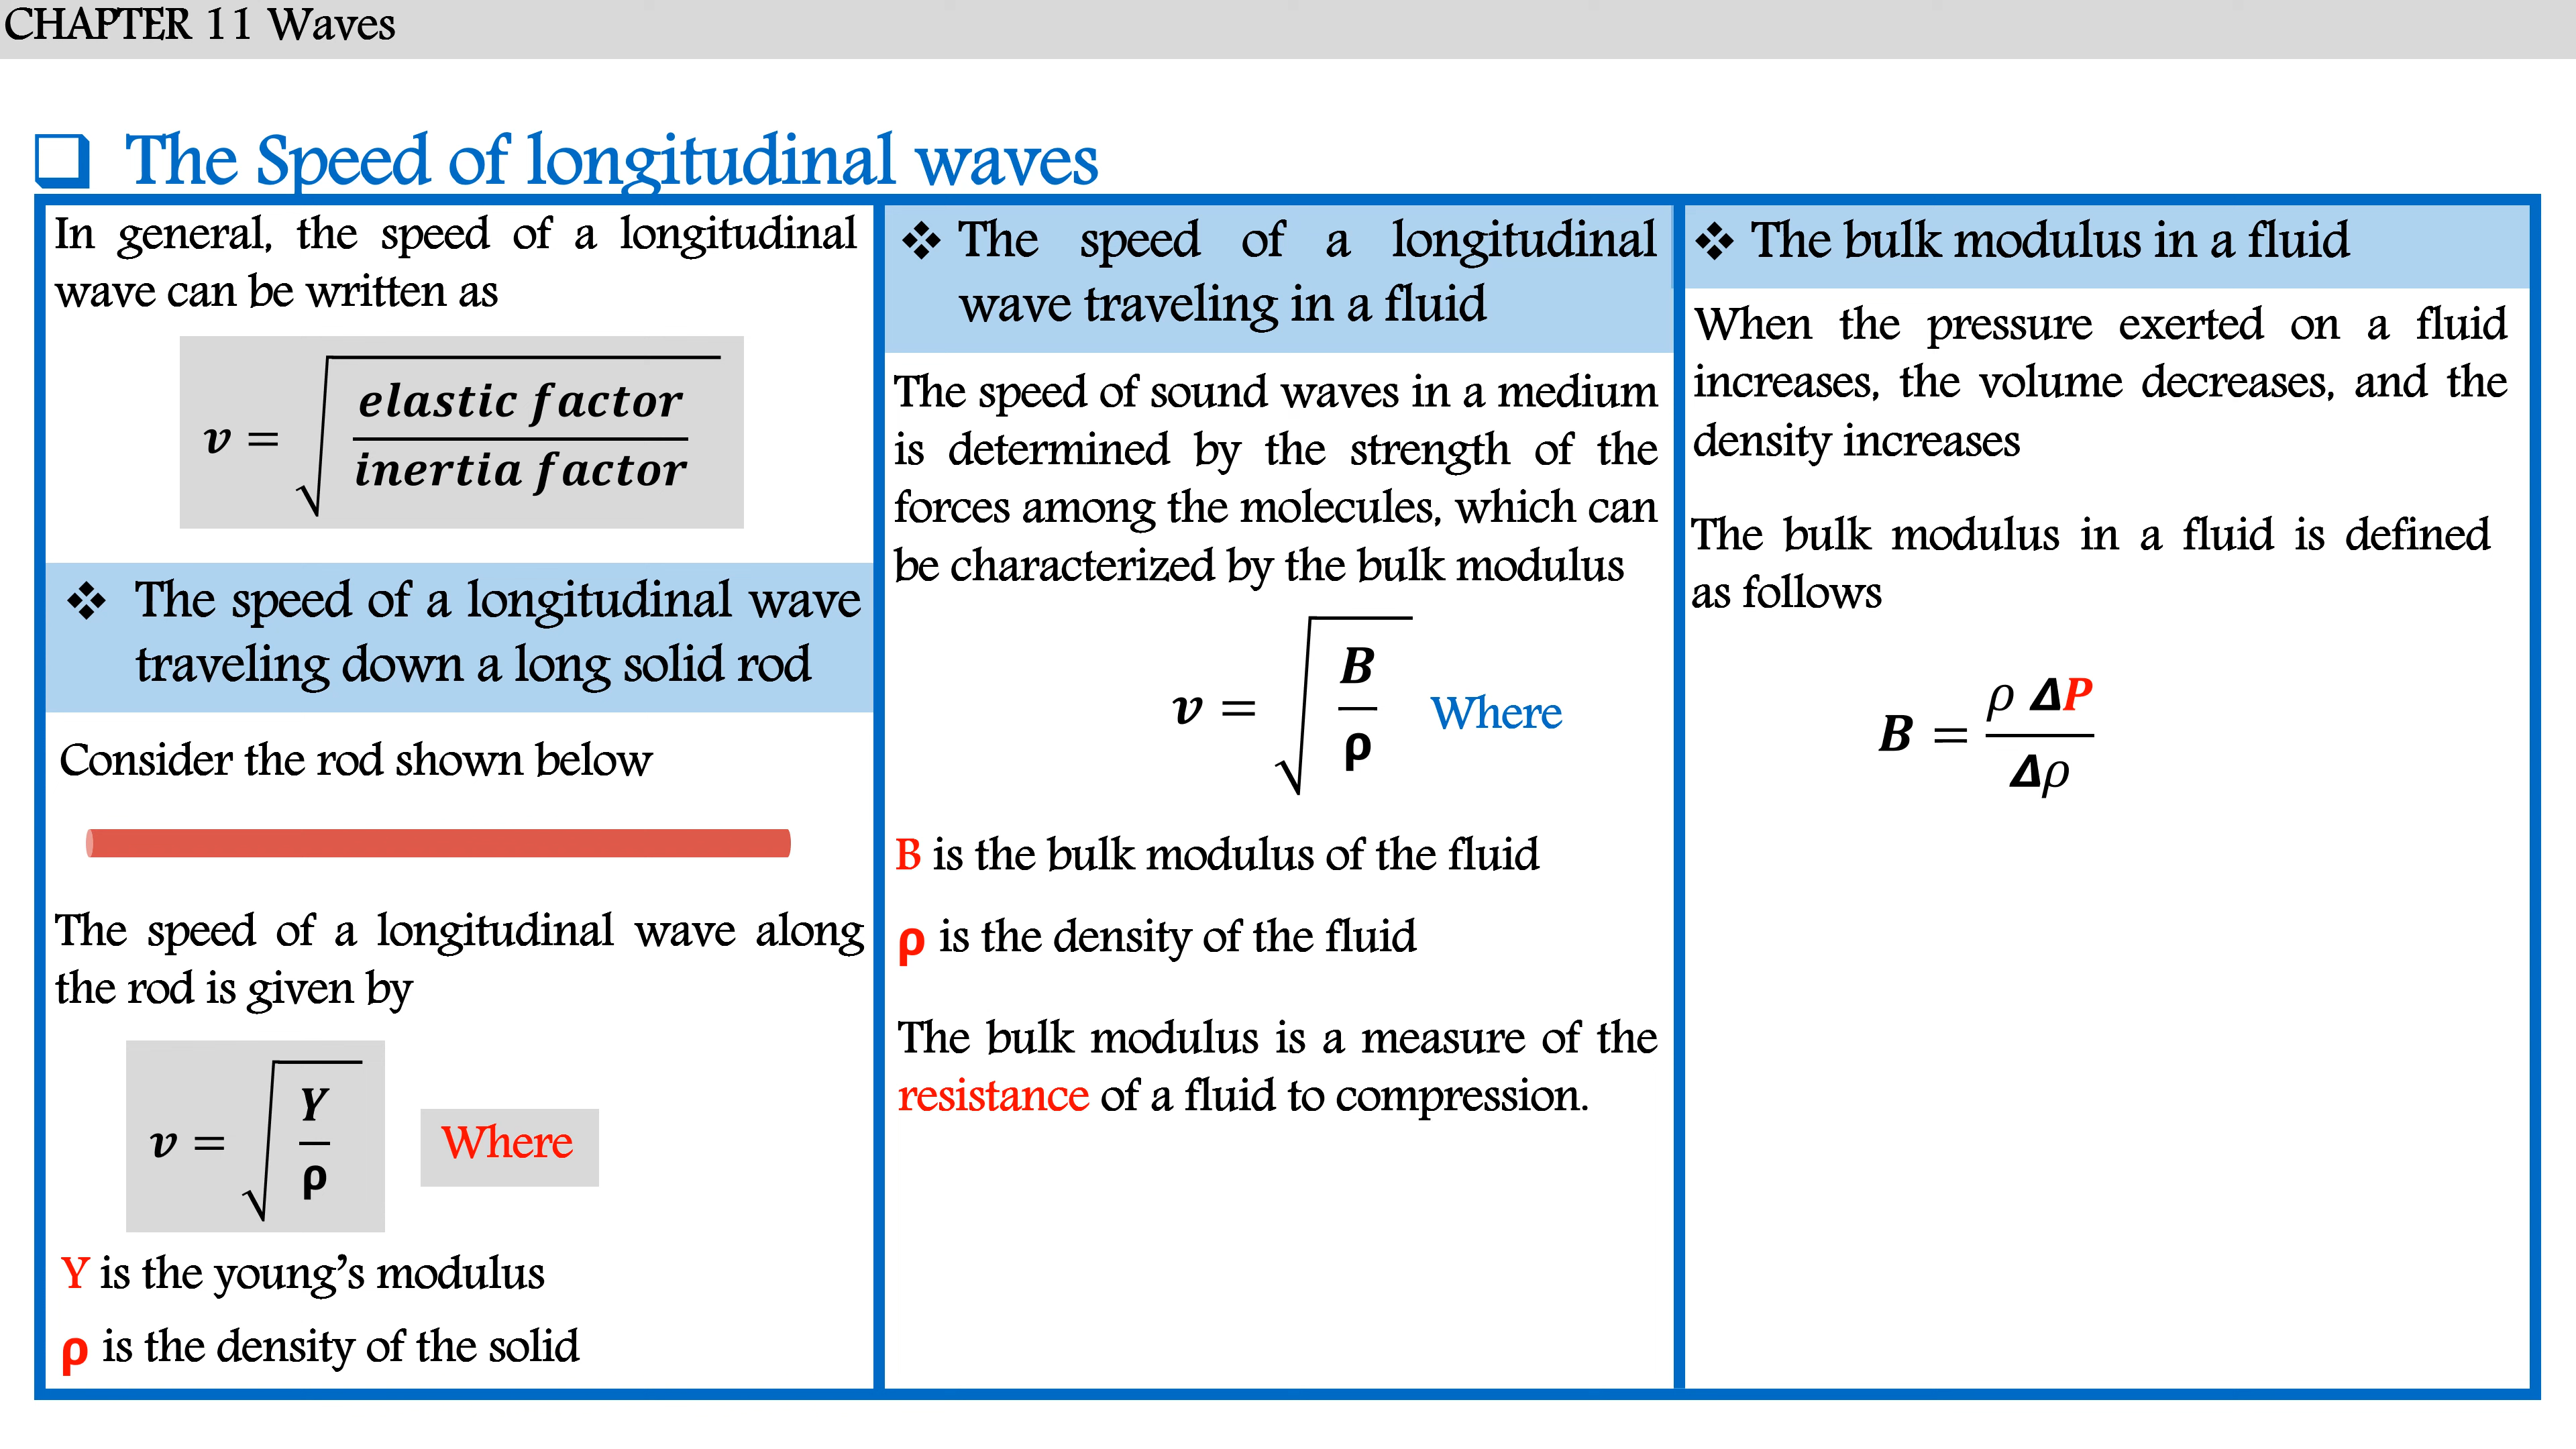 CHAPTER 11 Waves
❑ The Speed of longitudinal waves
In general, the speed of a longitudinal
wave can be written as
v = √(elastic factor / inertia factor)
❖ The speed of a longitudinal wave
traveling down a long solid rod
Consider the rod shown below
The speed of a longitudinal wave along
the rod is given by
v = √(Y / ρ) Where
Y is the young's modulus
ρ is the density of the solid
❖ The speed of a longitudinal
wave traveling in a fluid
The speed of sound waves in a medium
is determined by the strength of the
forces among the molecules, which can
be characterized by the bulk modulus
v = √(B / ρ) Where
B is the bulk modulus of the fluid
ρ is the density of the fluid
The bulk modulus is a measure of the
resistance of a fluid to compression.
❖ The bulk modulus in a fluid
When the pressure exerted on a fluid
increases, the volume decreases, and the
density increases
The bulk modulus in a fluid is defined
as follows
B = ρ ΔP / Δρ